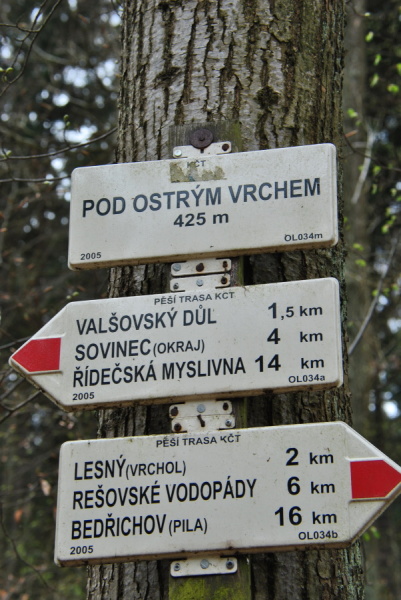 KČT
POD OSTRÝM VRCHEM
425 m
2005 OL034m
PĚŠÍ TRASA KČT
VALŠOVSKÝ DŮL 1,5 km
SOVINEC (OKRAJ) 4 km
ŘÍDEČSKÁ MYSLIVNA 14 km
2005 OL034a
PĚŠÍ TRASA KČT
LESNÝ (VRCHOL) 2 km
REŠOVSKÉ VODOPÁDY 6 km
BEDŘICHOV (PILA) 16 km
2005 OL034b